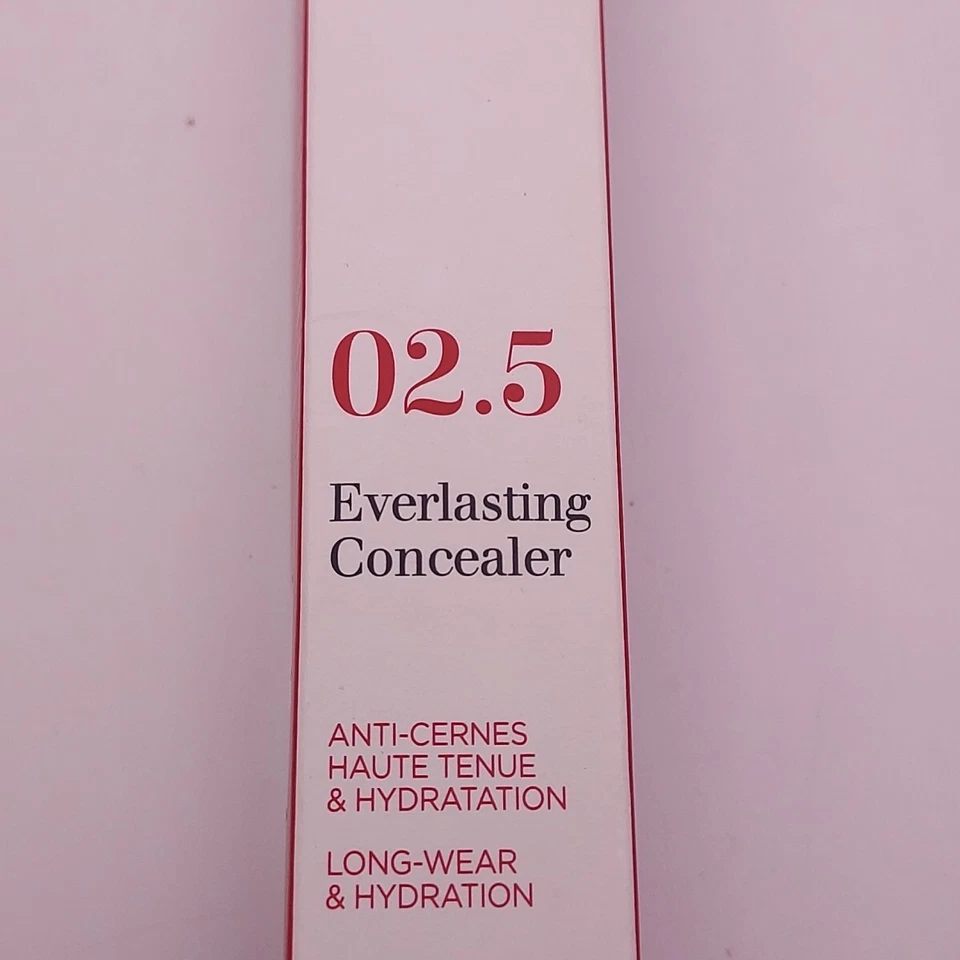 02.5
Everlasting
Concealer
ANTI-CERNES
HAUTE TENUE
& HYDRATATION
LONG-WEAR
& HYDRATION